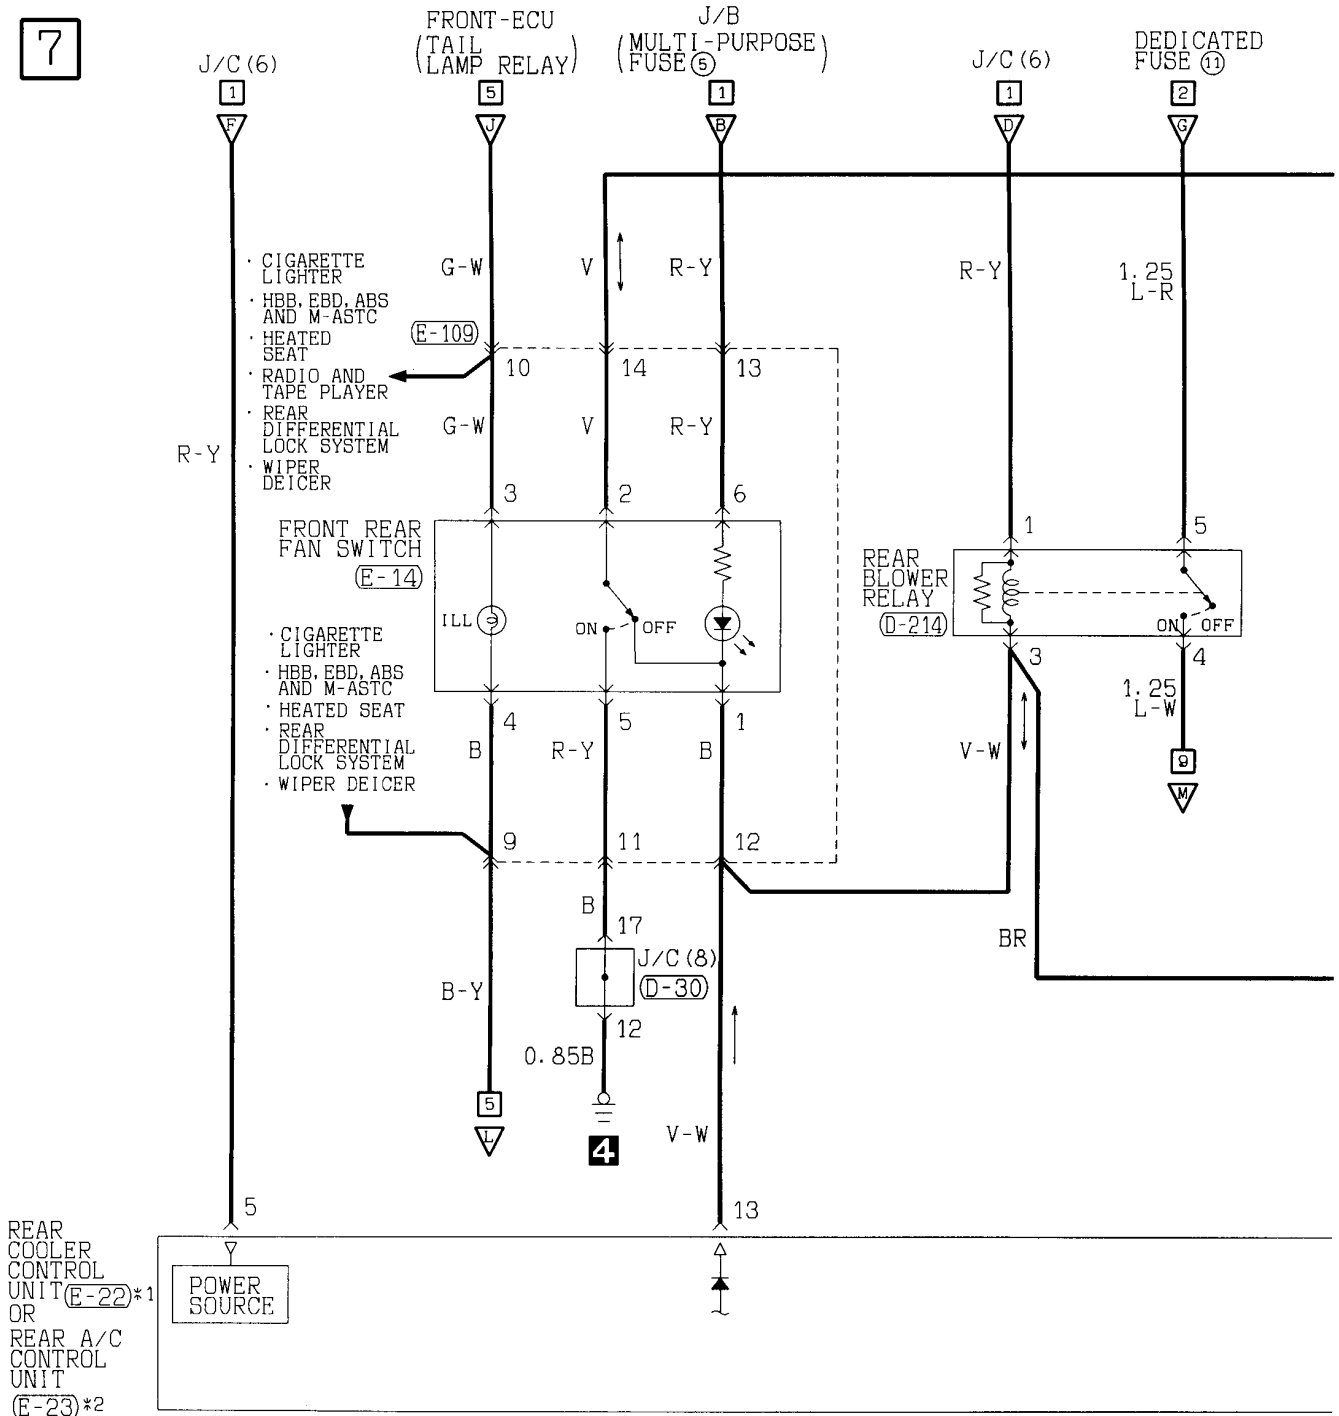 7
J/C(6)
1
F
FRONT-ECU
(TAIL
LAMP RELAY)
5
J
J/B
(MULTI-PURPOSE
FUSE⑤)
1
B
J/C(6)
1
D
DEDICATED
FUSE⑪
2
G
· CIGARETTE
LIGHTER
· HBB, EBD, ABS
AND M-ASTC
· HEATED
SEAT
· RADIO AND
TAPE PLAYER
· REAR
DIFFERENTIAL
LOCK SYSTEM
· WIPER
DEICER
G-W
V
R-Y
R-Y
1.25
L-R
E-109
10
14
13
G-W
V
R-Y
R-Y
3
2
6
1
5
FRONT REAR
FAN SWITCH
E-14
ILL
ON
OFF
REAR
BLOWER
RELAY
D-214
ON
OFF
· CIGARETTE
LIGHTER
· HBB, EBD, ABS
AND M-ASTC
· HEATED SEAT
· REAR
DIFFERENTIAL
LOCK SYSTEM
· WIPER DEICER
4
5
1
3
4
B
R-Y
B
V-W
1.25
L-W
9
M
9
11
12
B
17
J/C(8)
D-30
12
B-Y
0.85B
BR
5
L
4
V-W
5
13
REAR
COOLER
CONTROL
UNIT E-22 *1
OR
REAR A/C
CONTROL
UNIT
E-23 *2
POWER
SOURCE